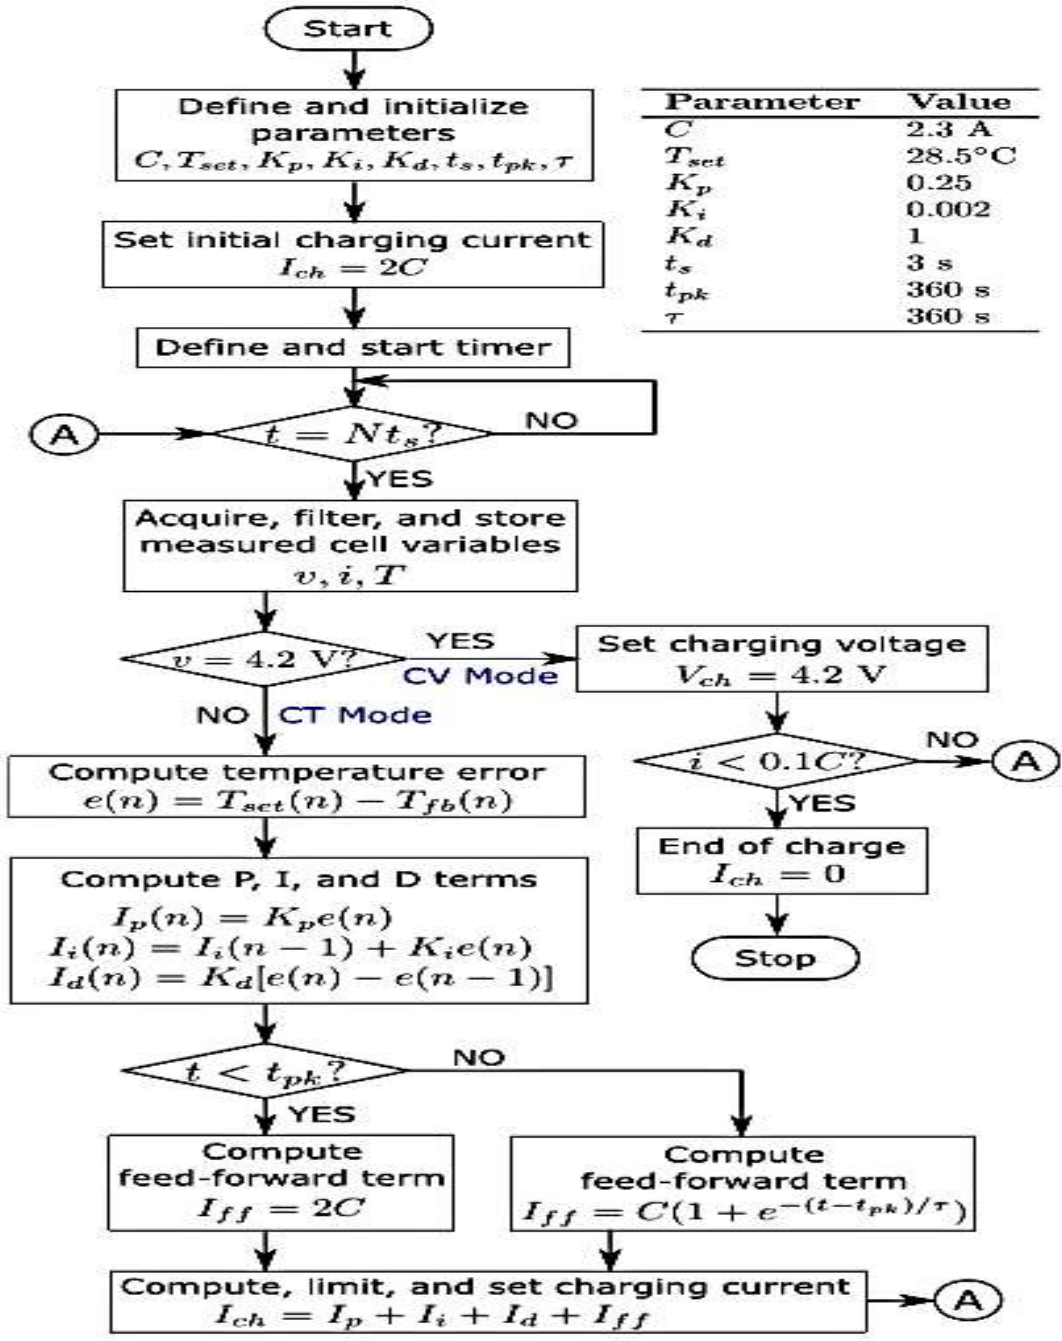 Start
Define and initialize
parameters
C, T_set, K_p, K_i, K_d, t_s, t_pk, τ
Parameter Value
C 2.3 A
T_set 28.5°C
K_p 0.25
K_i 0.002
K_d 1
t_s 3 s
t_pk 360 s
τ 360 s
Set initial charging current
I_ch = 2C
Define and start timer
A
t = Nt_s?
NO
YES
Acquire, filter, and store
measured cell variables
v, i, T
v = 4.2 V?
YES
CV Mode
Set charging voltage
V_ch = 4.2 V
NO
CT Mode
i < 0.1C?
NO
A
YES
End of charge
I_ch = 0
Stop
Compute temperature error
e(n) = T_set(n) − T_fb(n)
Compute P, I, and D terms
I_p(n) = K_pe(n)
I_i(n) = I_i(n − 1) + K_ie(n)
I_d(n) = K_d[e(n) − e(n − 1)]
t < t_pk?
NO
YES
Compute
feed-forward term
I_ff = 2C
Compute
feed-forward term
I_ff = C(1 + e^−(t−t_pk)/τ)
Compute, limit, and set charging current
I_ch = I_p + I_i + I_d + I_ff
A